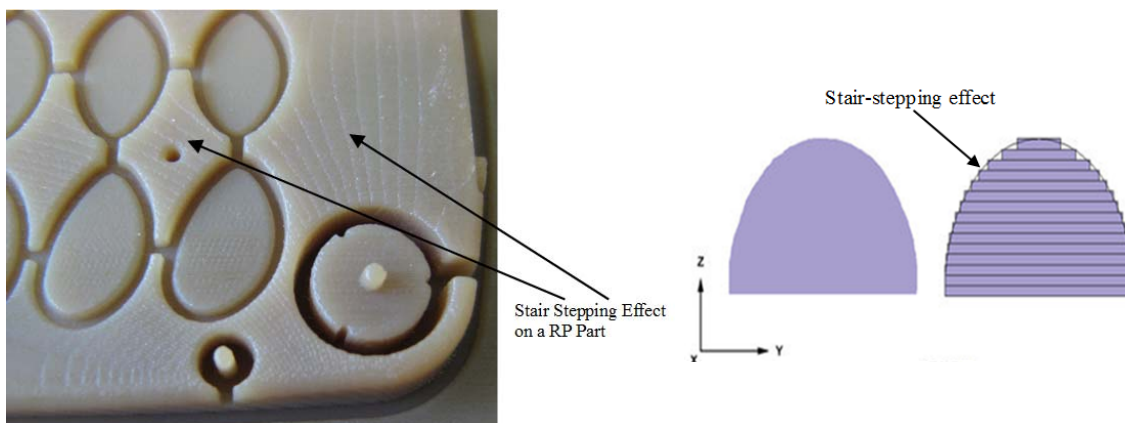 Stair Stepping Effect
on a RP Part
Stair-stepping effect
Z
X
Y